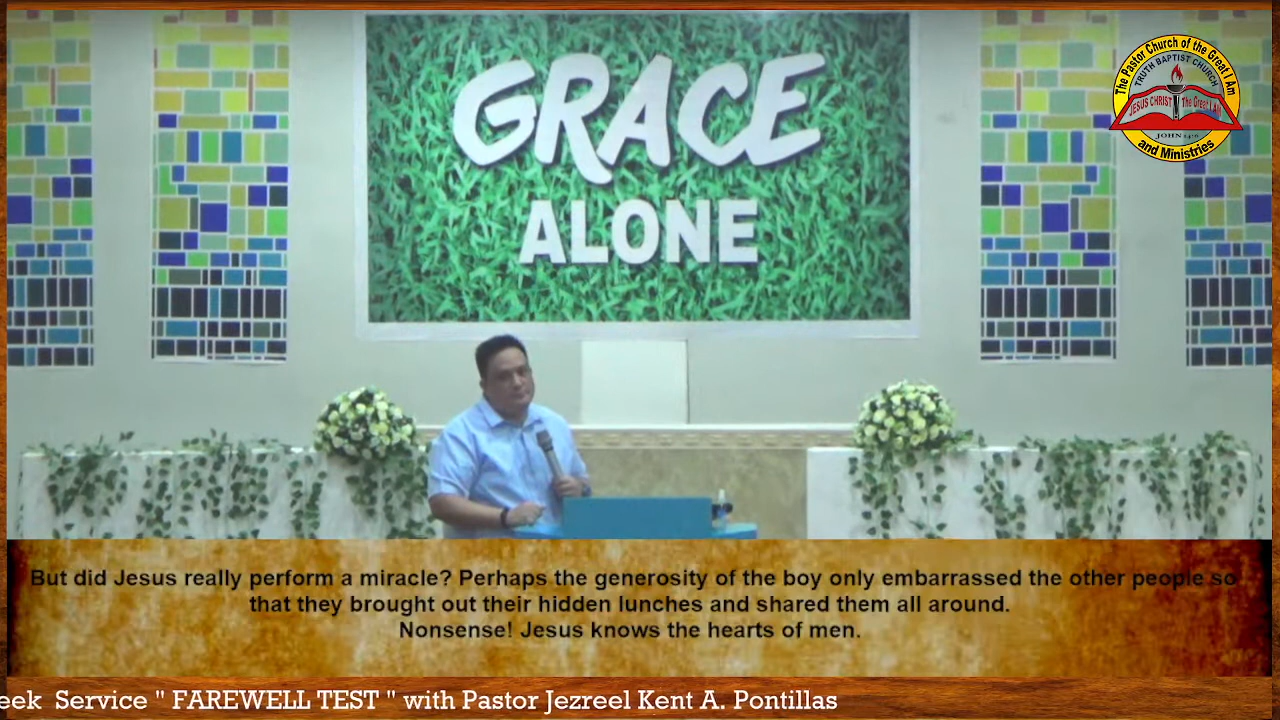 GRACE
ALONE
The Pastor Church of the Great I Am
TRUTH BAPTIST CHURCH
JESUS CHRIST The Great I AM
JOHN 14:6
and Ministries
But did Jesus really perform a miracle? Perhaps the generosity of the boy only embarrassed the other people so
that they brought out their hidden lunches and shared them all around.
Nonsense! Jesus knows the hearts of men.
eek Service " FAREWELL TEST " with Pastor Jezreel Kent A. Pontillas